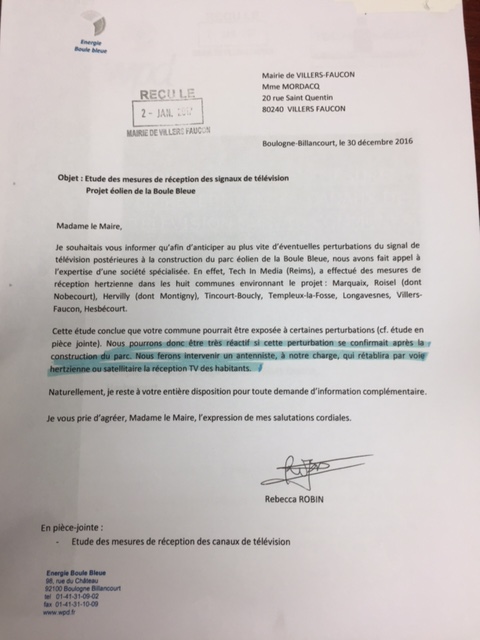 Energie
Boule bleue
Mairie de VILLERS-FAUCON
Mme MORDACQ
20 rue Saint Quentin
80240 VILLERS FAUCON
RECU LE
2 - JAN. 2017
MAIRIE DE VILLERS FAUCON
Boulogne-Billancourt, le 30 décembre 2016
Objet : Etude des mesures de réception des signaux de télévision
Projet éolien de la Boule Bleue
Madame le Maire,
Je souhaitais vous informer qu'afin d'anticiper au plus vite d'éventuelles perturbations du signal de
télévision postérieures à la construction du parc éolien de la Boule Bleue, nous avons fait appel à
l'expertise d'une société spécialisée. En effet, Tech In Media (Reims), a effectué des mesures de
réception hertzienne dans les huit communes environnant le projet : Marquaix, Roisel (dont
Nobecourt), Hervilly (dont Montigny), Tincourt-Boucly, Templeux-la-Fosse, Longavesnes, Villers-
Faucon, Hesbécourt.
Cette étude conclue que votre commune pourrait être exposée à certaines perturbations (cf. étude en
pièce jointe). Nous pourrons donc être très réactif si cette perturbation se confirmait après la
construction du parc. Nous ferons intervenir un antenniste, à notre charge, qui rétablira par voie
hertzienne ou satellitaire la réception TV des habitants.
Naturellement, je reste à votre entière disposition pour toute demande d'information complémentaire.
Je vous prie d'agréer, Madame le Maire, l'expression de mes salutations cordiales.
Rebecca ROBIN
En pièce-jointe :
- Etude des mesures de réception des canaux de télévision
Energie Boule Bleue
98, rue du Château
92100 Boulogne Billancourt
tel 01-41-31-09-02
fax 01-41-31-10-09
www.wpd.fr